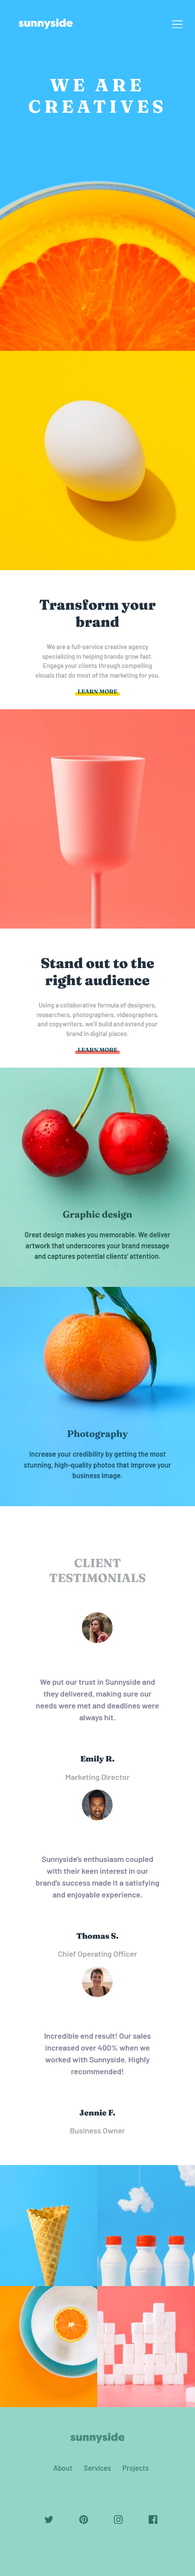 sunnyside
WE ARE
CREATIVES
Transform your
brand
We are a full-service creative agency
specializing in helping brands grow fast.
Engage your clients through compelling
visuals that do most of the marketing for you.
LEARN MORE
Stand out to the
right audience
Using a collaborative formula of designers,
researchers, photographers, videographers,
and copywriters, we'll build and extend your
brand in digital places.
LEARN MORE
Graphic design
Great design makes you memorable. We deliver
artwork that underscores your brand message
and captures potential clients' attention.
Photography
Increase your credibility by getting the most
stunning, high-quality photos that improve your
business image.
CLIENT
TESTIMONIALS
We put our trust in Sunnyside and
they delivered, making sure our
needs were met and deadlines were
always hit.
Emily R.
Marketing Director
Sunnyside's enthusiasm coupled
with their keen interest in our
brand's success made it a satisfying
and enjoyable experience.
Thomas S.
Chief Operating Officer
Incredible end result! Our sales
increased over 400% when we
worked with Sunnyside. Highly
recommended!
Jennie F.
Business Owner
sunnyside
About Services Projects